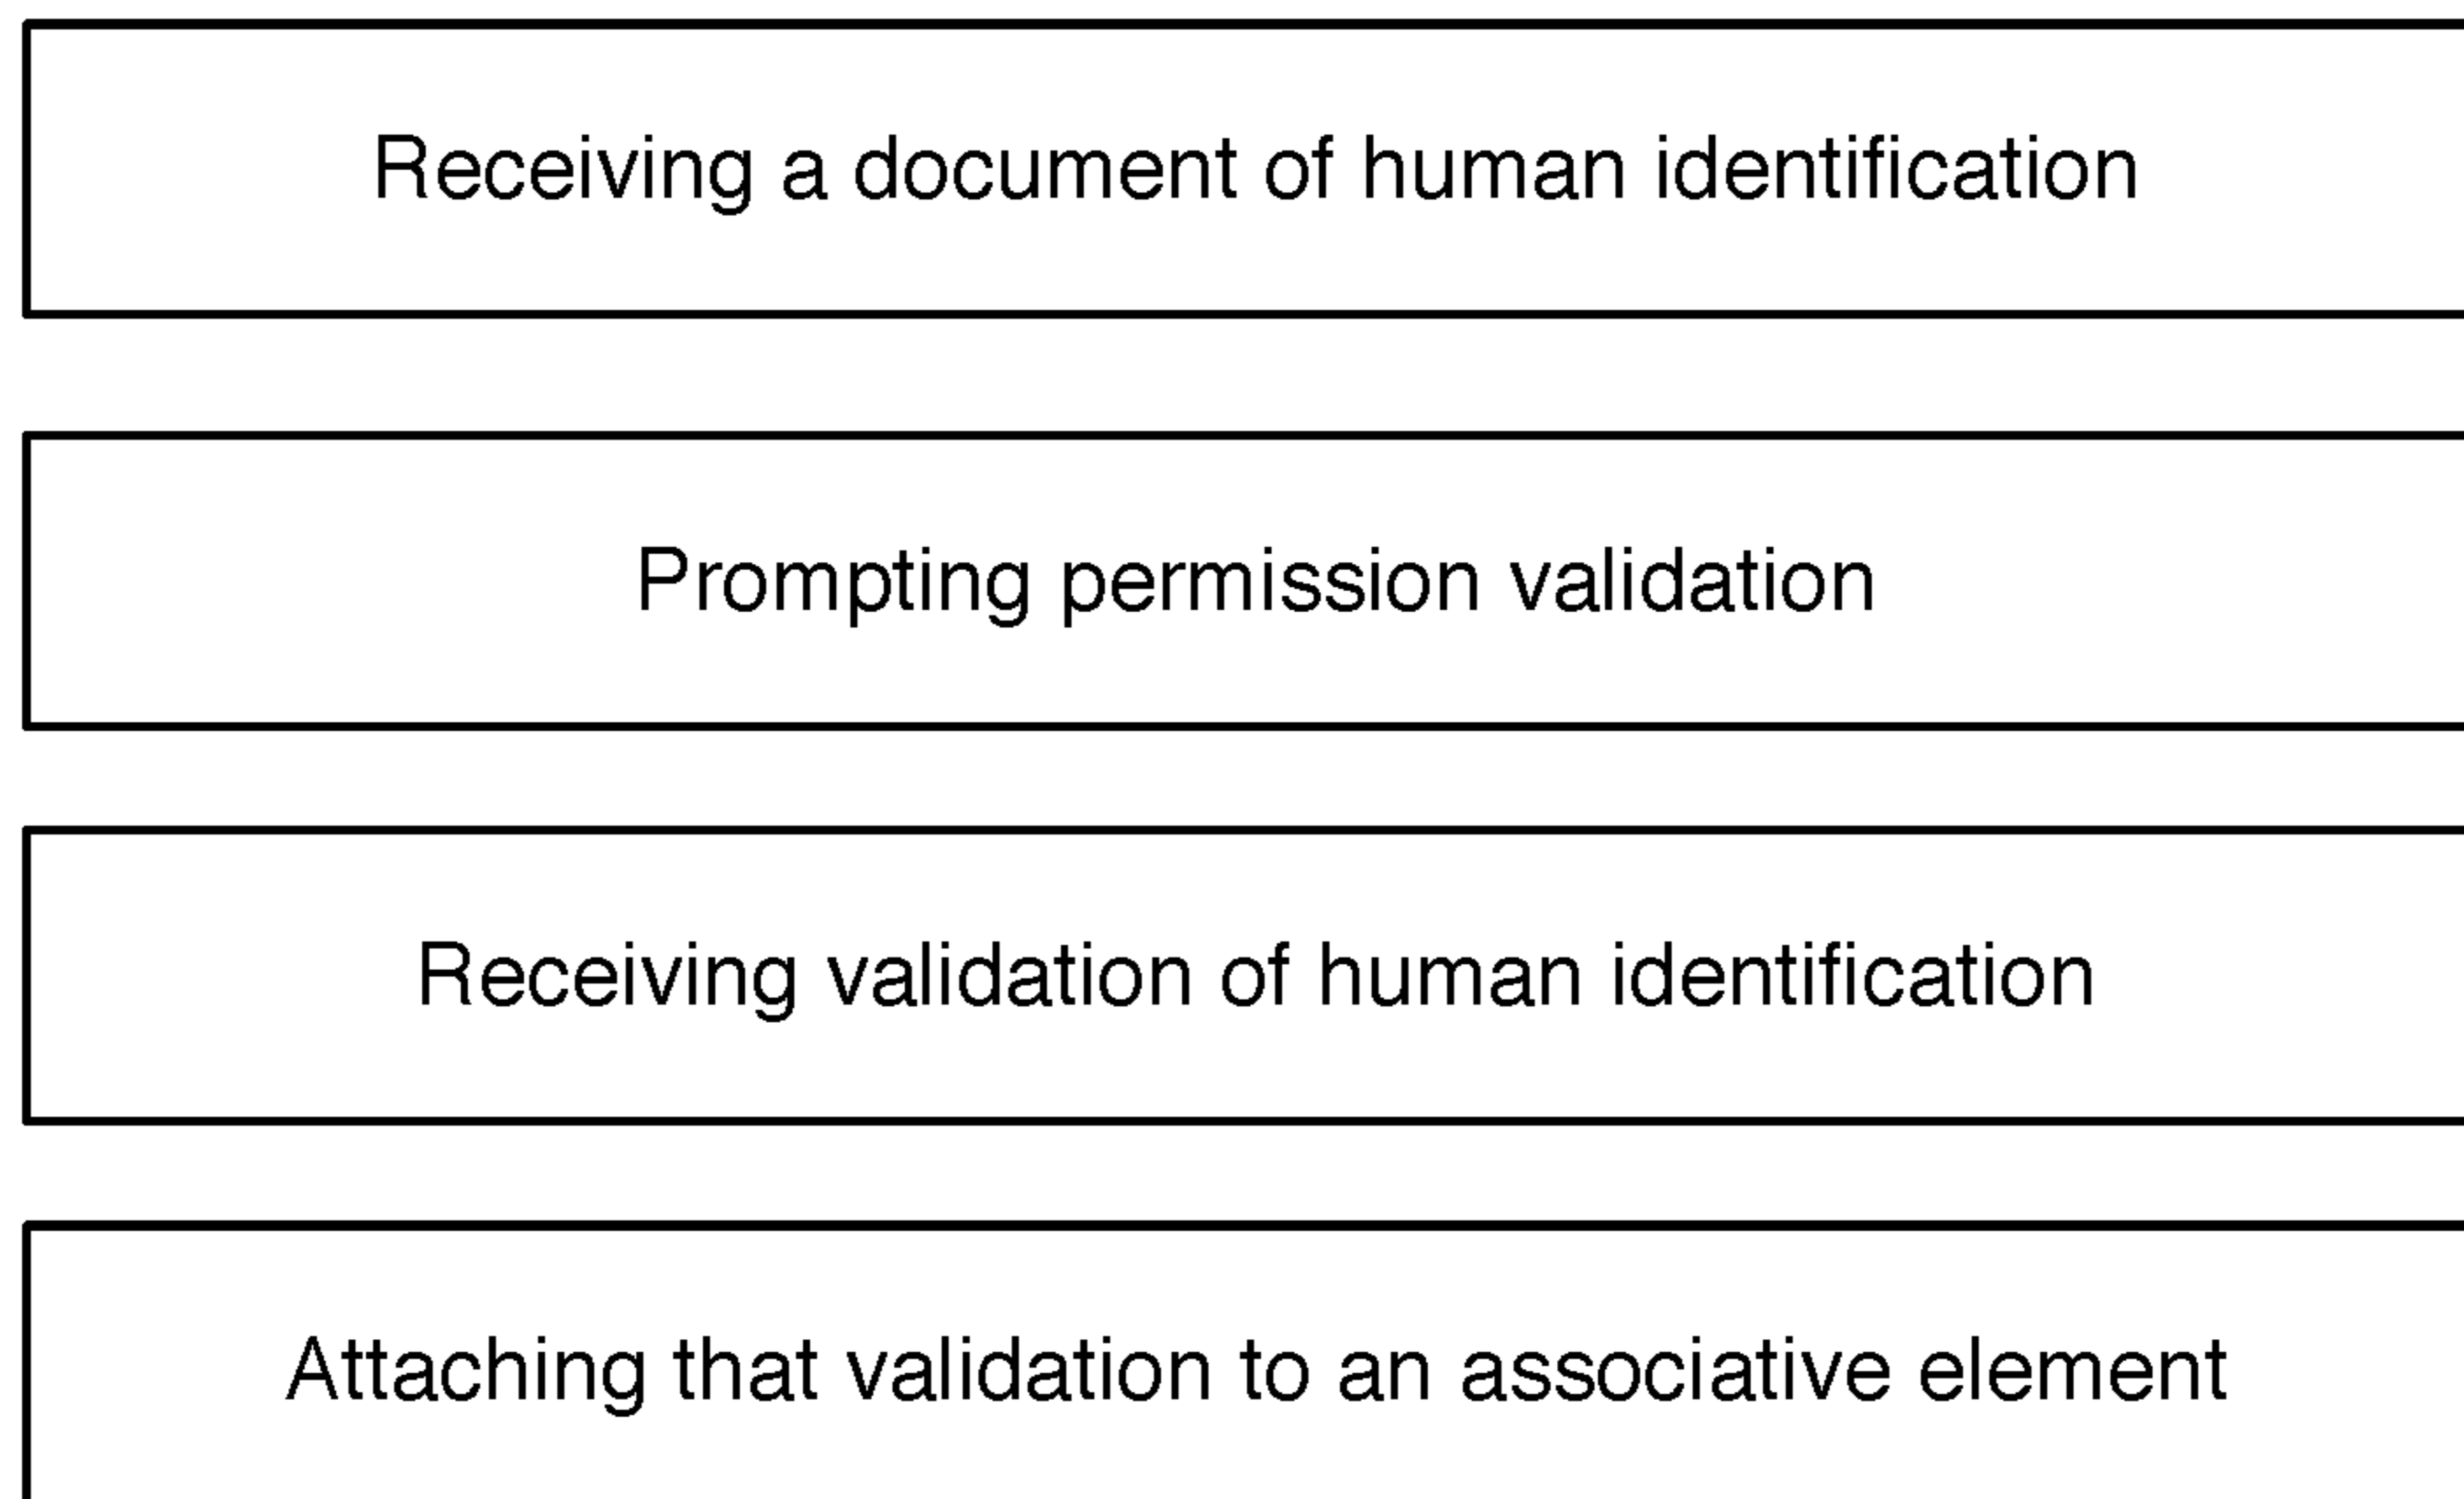 Receiving a document of human identification
Prompting permission validation
Receiving validation of human identification
Attaching that validation to an associative element